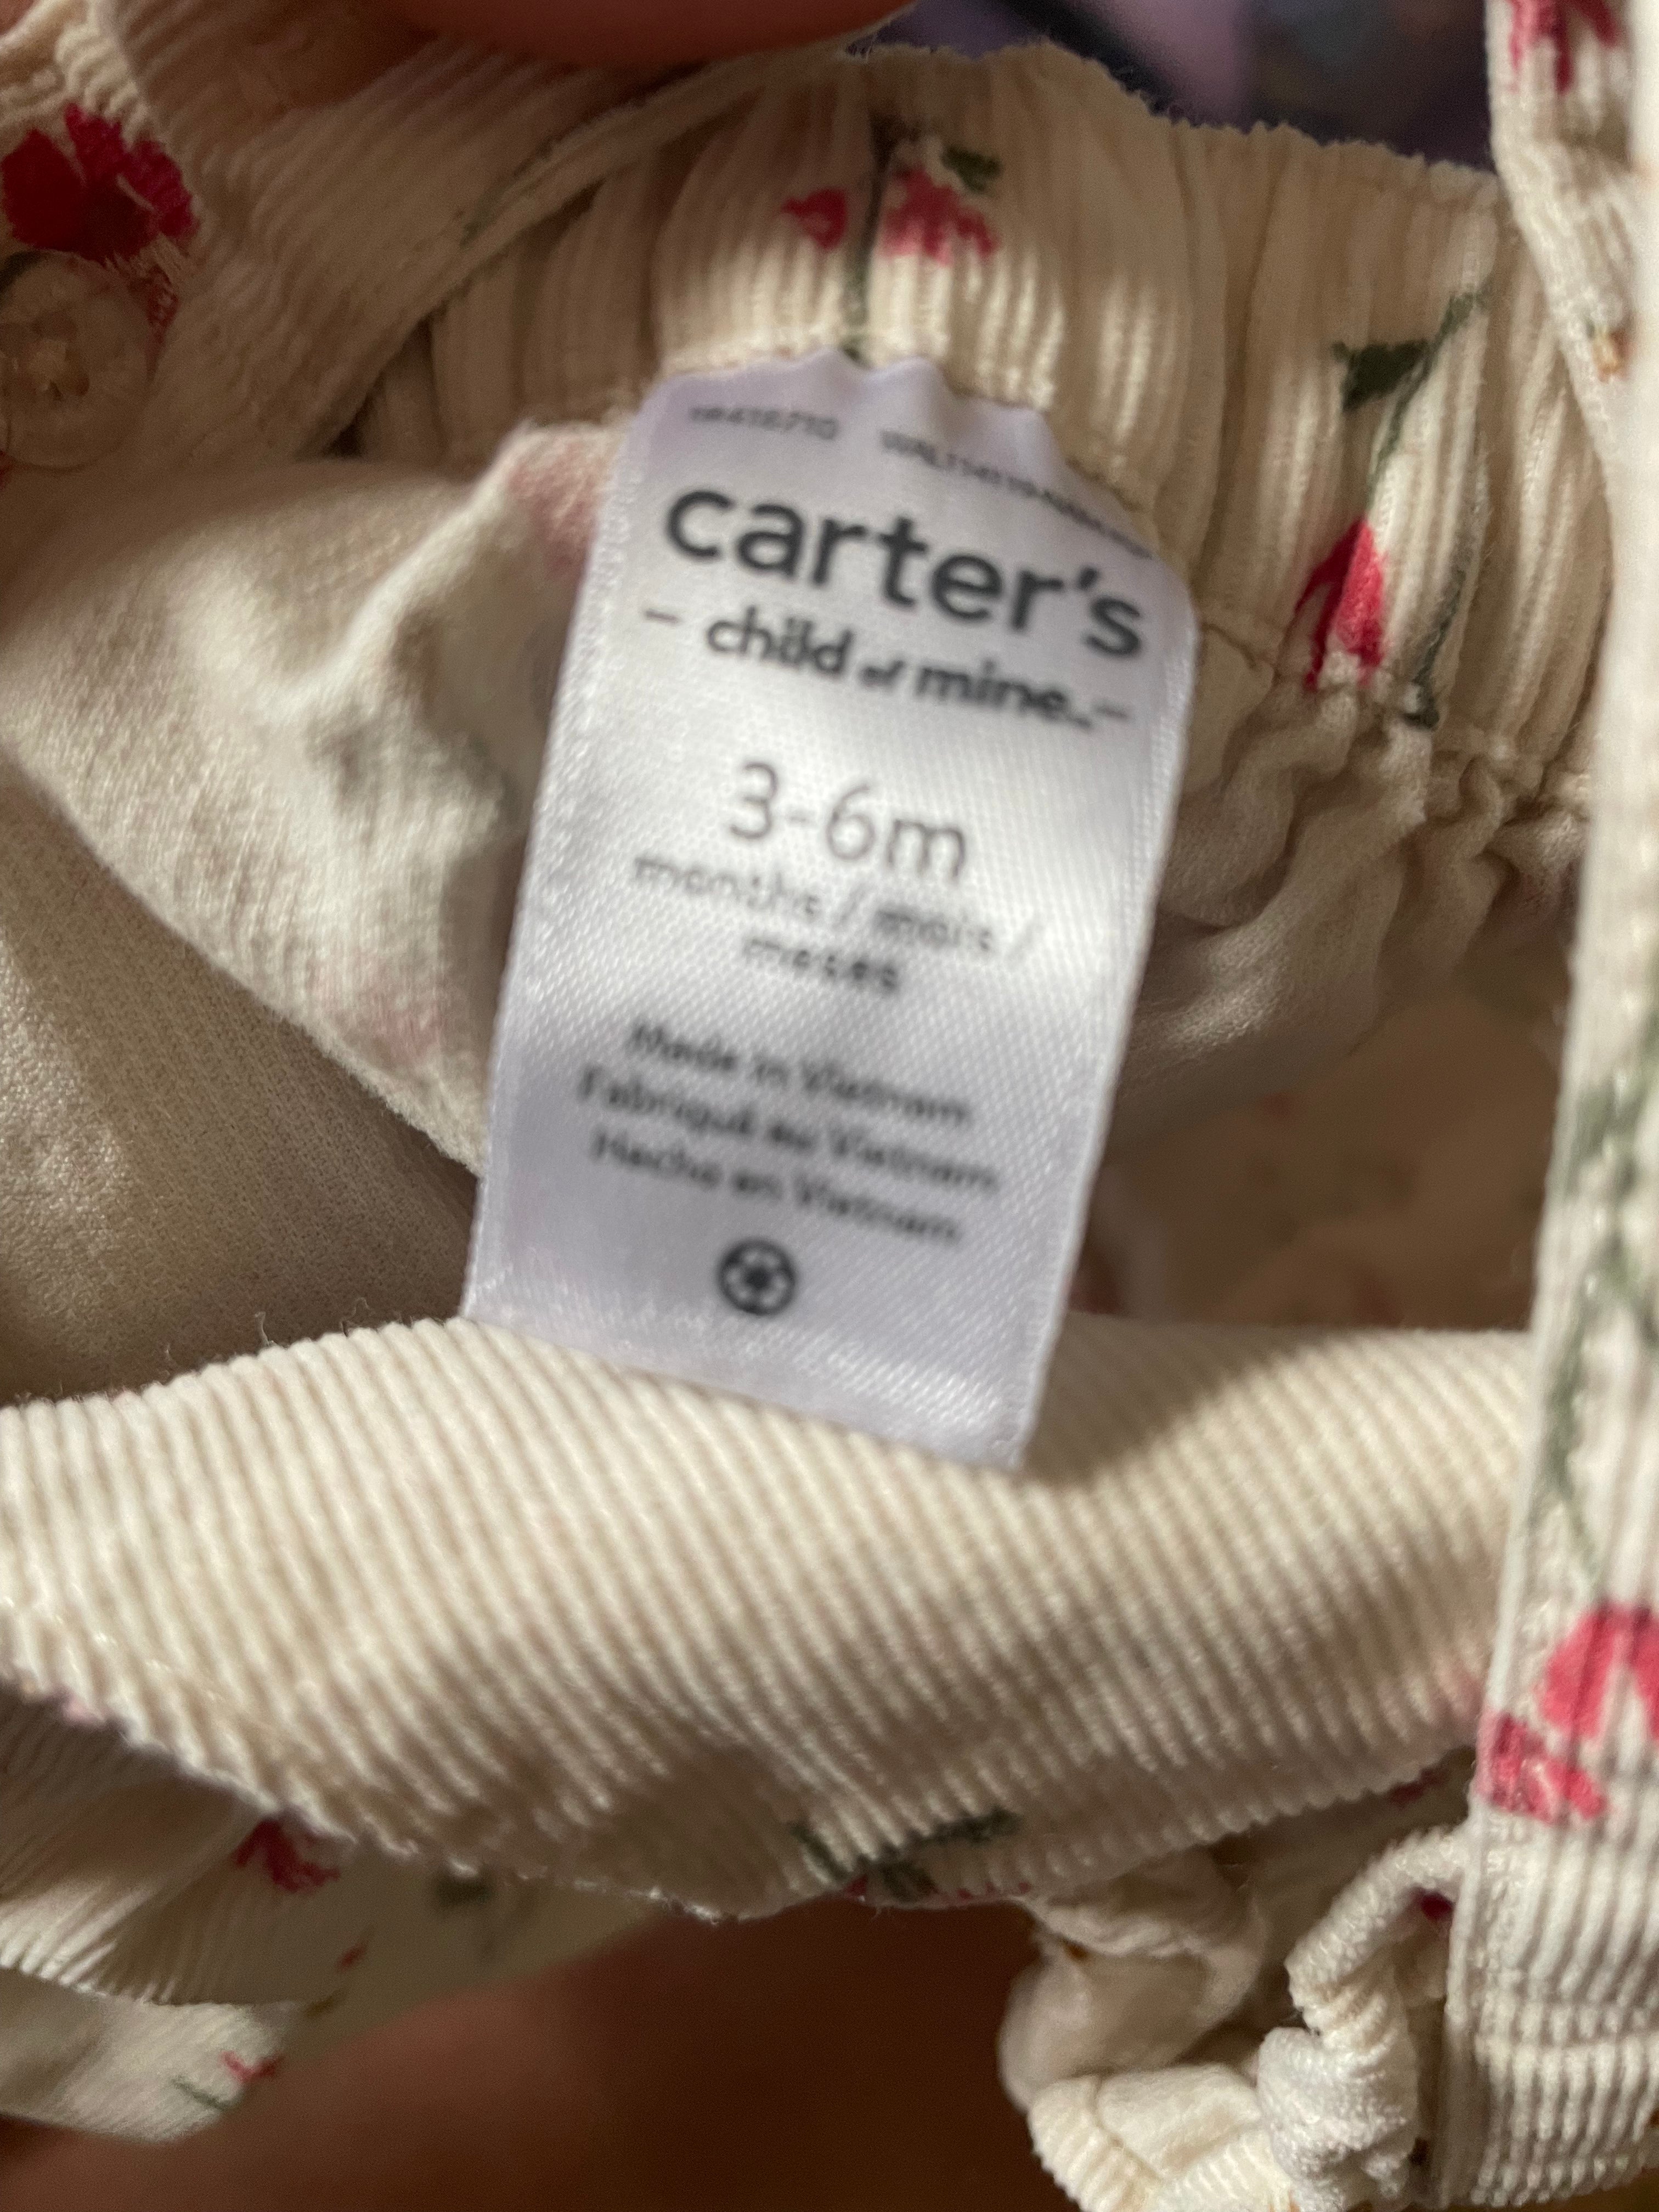 carter's
- child of mine. -
3-6m
months / mois /
meses
Made in Vietnam
Fabriqué au Vietnam
Hecho en Vietnam